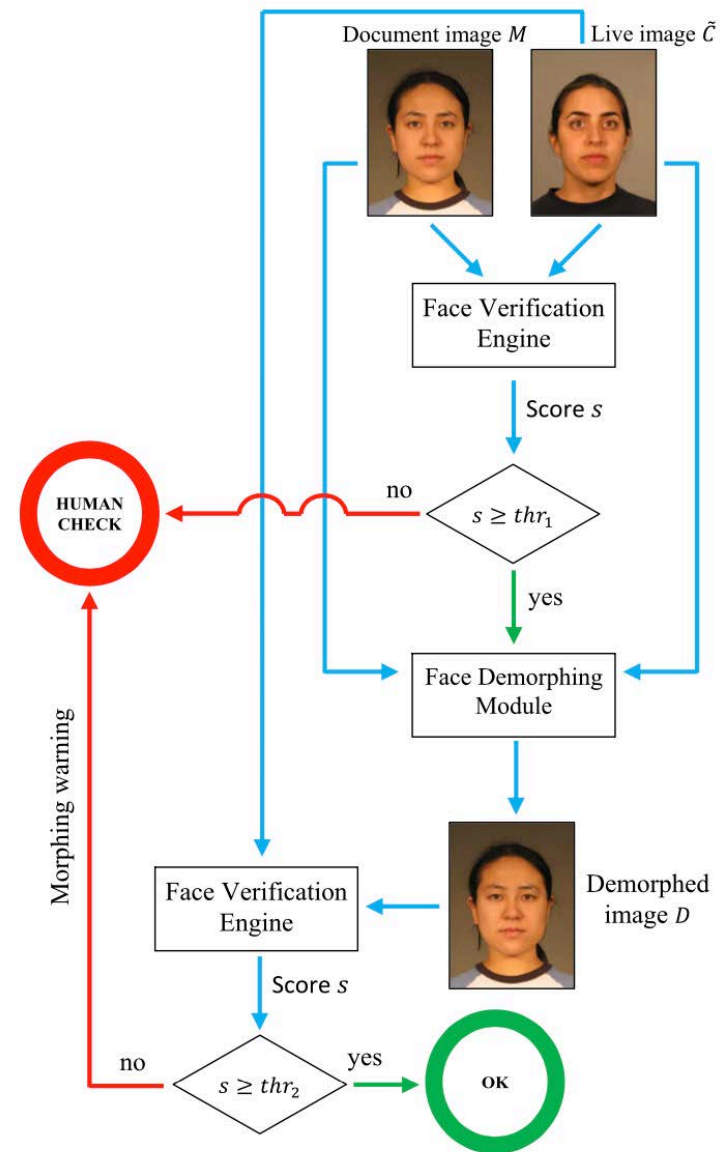 Document image M
Live image C̃
Face Verification
Engine
Score s
s ≥ thr₁
no
yes
HUMAN
CHECK
Face Demorphing
Module
Morphing warning
Demorphed
image D
Face Verification
Engine
Score s
s ≥ thr₂
no
yes
OK